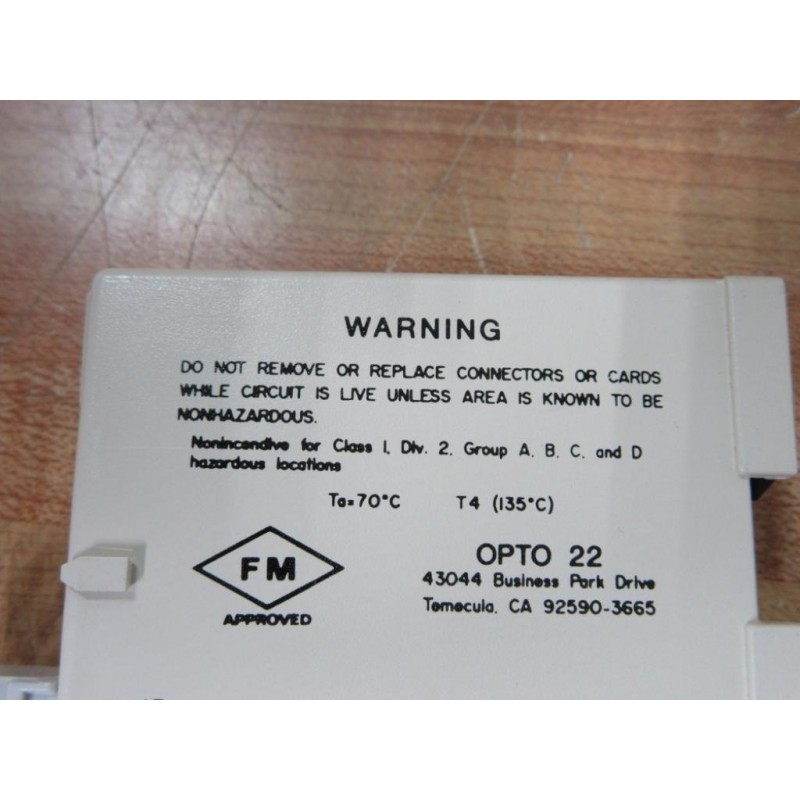 WARNING
DO NOT REMOVE OR REPLACE CONNECTORS OR CARDS
WHILE CIRCUIT IS LIVE UNLESS AREA IS KNOWN TO BE
NONHAZARDOUS.
Nonincendive for Class I, Div. 2, Group A, B, C, and D
hazardous locations
Ta=70°C T4 (135°C)
FM
APPROVED
OPTO 22
43044 Business Park Drive
Temecula, CA 92590-3665